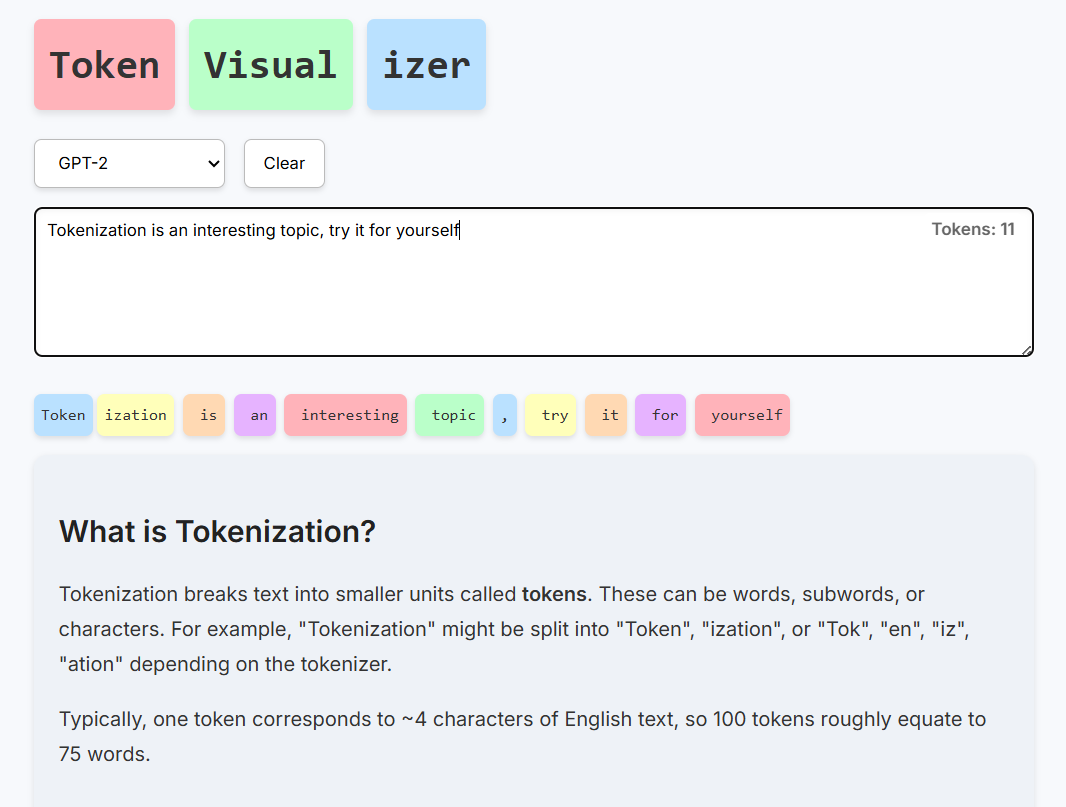 Token Visual izer
GPT-2 Clear
Tokenization is an interesting topic, try it for yourself Tokens: 11
Token ization is an interesting topic , try it for yourself
What is Tokenization?
Tokenization breaks text into smaller units called tokens. These can be words, subwords, or
characters. For example, "Tokenization" might be split into "Token", "ization", or "Tok", "en", "iz",
"ation" depending on the tokenizer.
Typically, one token corresponds to ~4 characters of English text, so 100 tokens roughly equate to
75 words.